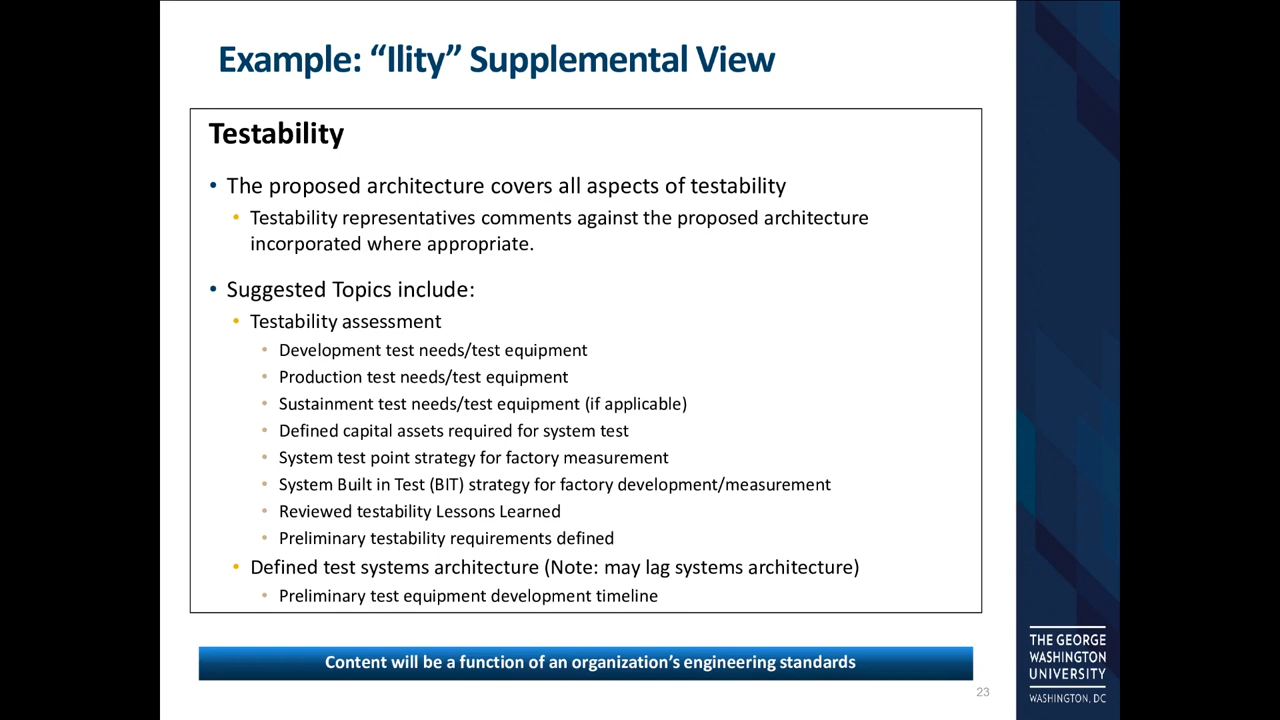 Example: “Ility” Supplemental View
Testability
• The proposed architecture covers all aspects of testability
• Testability representatives comments against the proposed architecture
incorporated where appropriate.
• Suggested Topics include:
• Testability assessment
• Development test needs/test equipment
• Production test needs/test equipment
• Sustainment test needs/test equipment (if applicable)
• Defined capital assets required for system test
• System test point strategy for factory measurement
• System Built in Test (BIT) strategy for factory development/measurement
• Reviewed testability Lessons Learned
• Preliminary testability requirements defined
• Defined test systems architecture (Note: may lag systems architecture)
• Preliminary test equipment development timeline
Content will be a function of an organization’s engineering standards
23
THE GEORGE
WASHINGTON
UNIVERSITY
WASHINGTON, DC